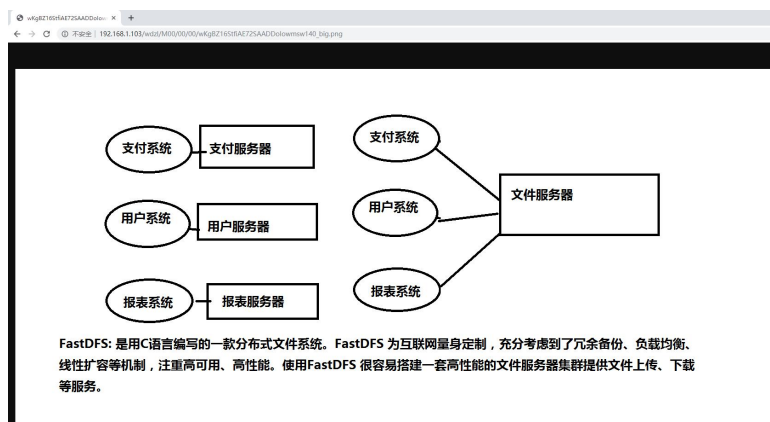 wKgBZ16StfiAE72SAADDolowm
不安全 | 192.168.1.103/wdzl/M00/00/00/wKgBZ16StfiAE72SAADDolowmsw140_big.png
支付系统 支付服务器 支付系统
文件服务器
用户系统 用户服务器 用户系统
报表系统 报表服务器 报表系统
FastDFS: 是用C语言编写的一款分布式文件系统。FastDFS 为互联网量身定制，充分考虑到了冗余备份、负载均衡、
线性扩容等机制，注重高可用、高性能。使用FastDFS 很容易搭建一套高性能的文件服务器集群提供文件上传、下载
等服务。